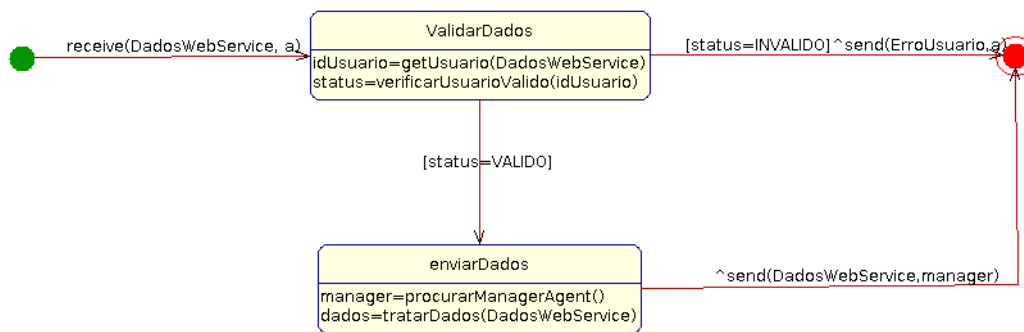 receive(DadosWebService, a)
ValidarDados
idUsuario=getUsuario(DadosWebService)
status=verificarUsuarioValido(idUsuario)
[status=INVALIDO]^send(ErroUsuario,a)
[status=VALIDO]
enviarDados
manager=procurarManagerAgent()
dados=tratarDados(DadosWebService)
^send(DadosWebService,manager)